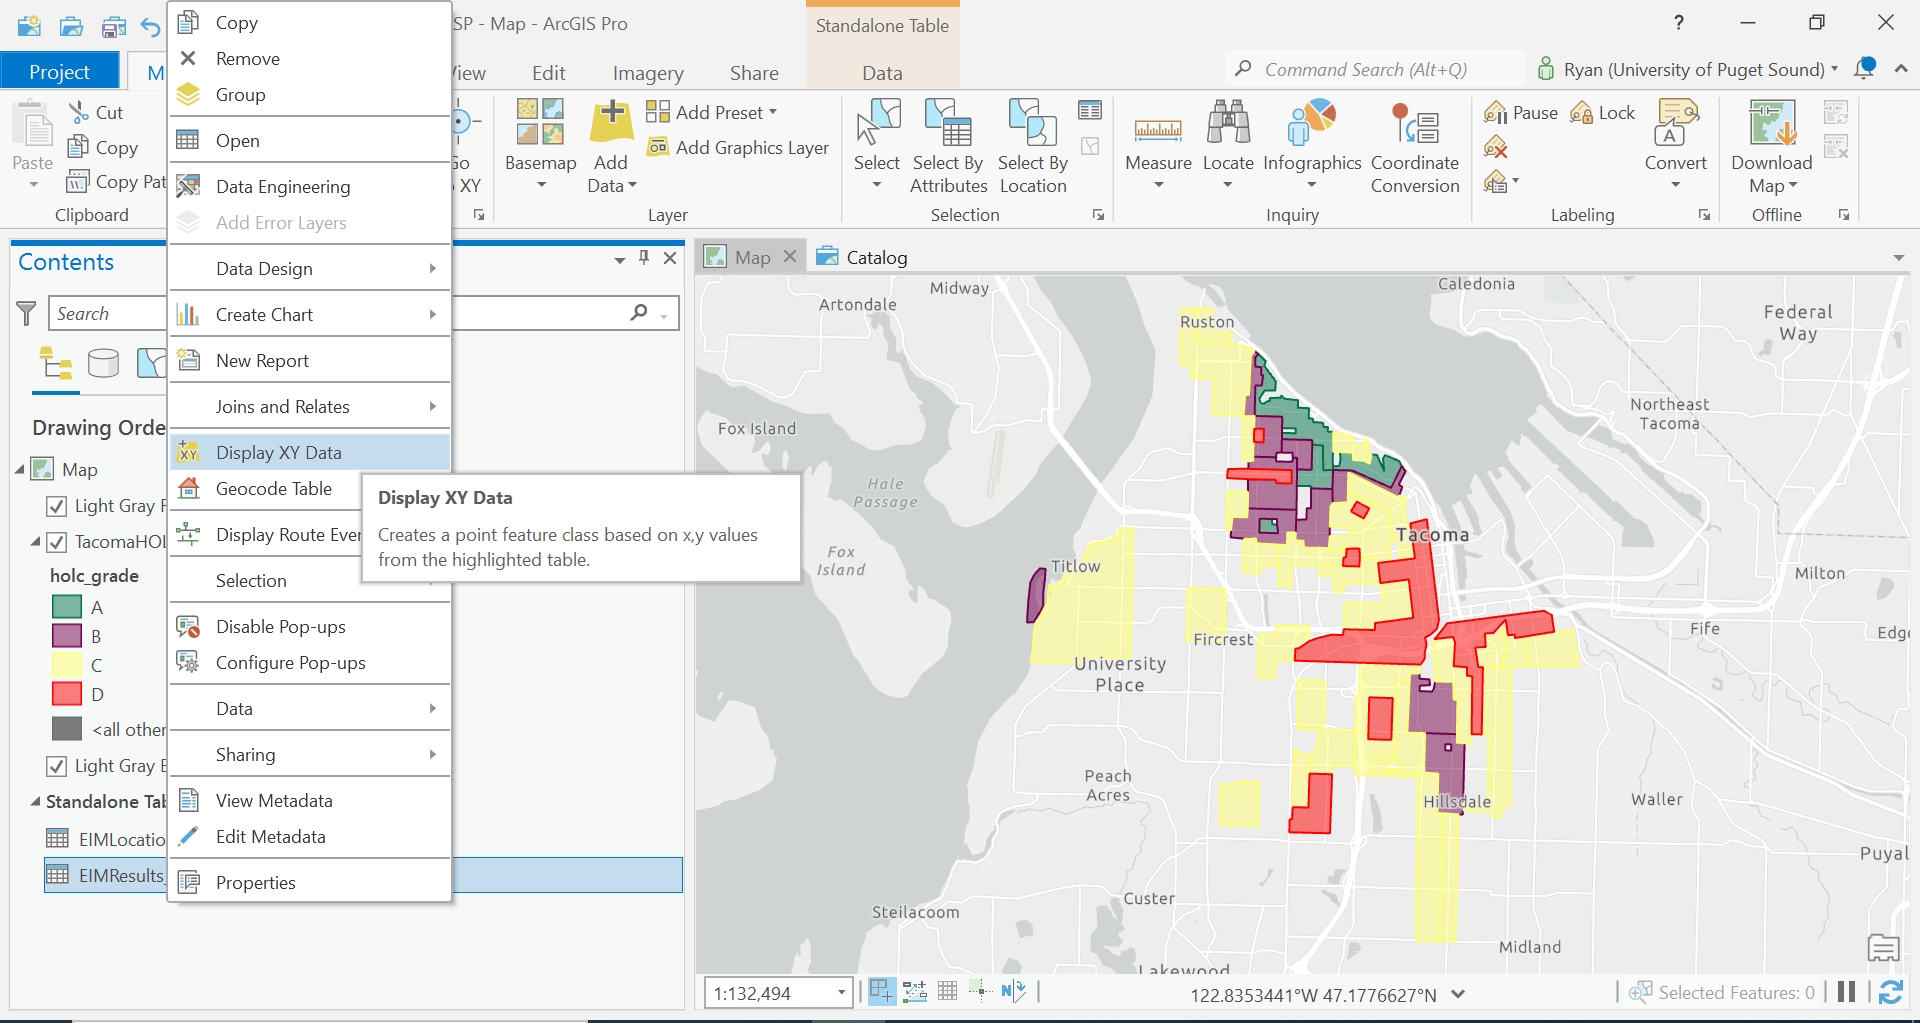 SP - Map - ArcGIS Pro
Standalone Table
?
Project
M
View
Edit
Imagery
Share
Data
Command Search (Alt+Q)
Ryan (University of Puget Sound)
Paste
Cut
Copy
Copy Pat
Clipboard
Go
XY
Basemap
Add
Data
Add Preset
Add Graphics Layer
Layer
Select
Select By
Attributes
Select By
Location
Selection
Measure
Locate
Infographics
Coordinate
Conversion
Inquiry
Pause
Lock
Convert
Labeling
Download
Map
Offline
Copy
Remove
Group
Open
Data Engineering
Add Error Layers
Data Design
Create Chart
New Report
Joins and Relates
XY
Display XY Data
Geocode Table
Display Route Even
Selection
Disable Pop-ups
Configure Pop-ups
Data
Sharing
View Metadata
Edit Metadata
Properties
Display XY Data
Creates a point feature class based on x,y values
from the highlighted table.
Contents
Search
Drawing Orde
Map
Light Gray R
TacomaHOL
holc_grade
A
B
C
D
<all other
Light Gray B
Standalone Tab
EIMLocatio
EIMResults_
Map
Catalog
Midway
Artondale
Caledonia
Ruston
Federal
Way
Fox Island
Northeast
Tacoma
Hale
Passage
Tacoma
Fox
Island
Titlow
Milton
Fircrest
Fife
Edge
University
Place
Peach
Acres
Hillsdale
Waller
Puyal
Custer
Steilacoom
Midland
Lakewood
1:132,494
N
122.8353441°W 47.1776627°N
Selected Features: 0